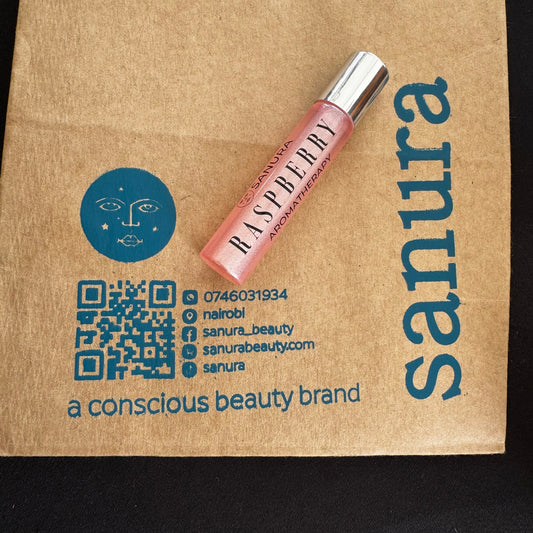 SANURA
RASPBERRY
AROMATHERAPY
sanura
0746031934
nairobi
sanura_beauty
sanurabeauty.com
sanura
a conscious beauty brand